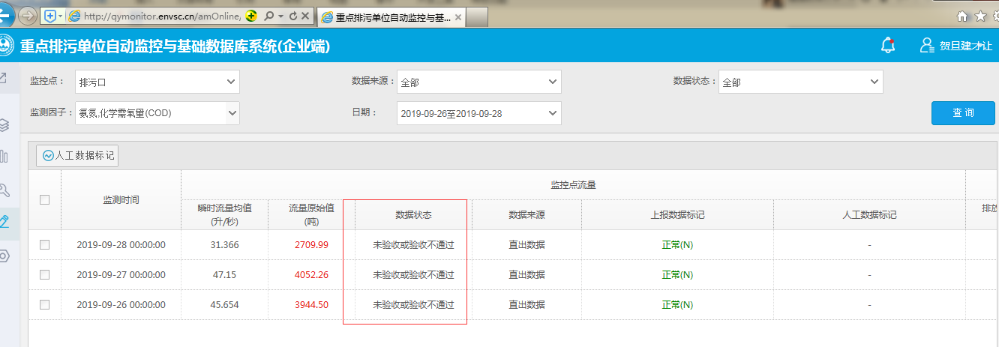 http://qymonitor.envsc.cn/amOnline,
重点排污单位自动监控与基...
重点排污单位自动监控与基础数据库系统(企业端)
贺旦建才让
监控点： 排污口 数据来源： 全部 数据状态： 全部
监测因子： 氨氮,化学需氧量(COD) 日期： 2019-09-26至2019-09-28 查 询
人工数据标记
监控点流量
监测时间 瞬时流量均值 (升/秒) 流量原始值 (吨) 数据状态 数据来源 上报数据标记 人工数据标记 排放
2019-09-28 00:00:00 31.366 2709.99 未验收或验收不通过 直出数据 正常(N) -
2019-09-27 00:00:00 47.15 4052.26 未验收或验收不通过 直出数据 正常(N) -
2019-09-26 00:00:00 45.654 3944.50 未验收或验收不通过 直出数据 正常(N) -